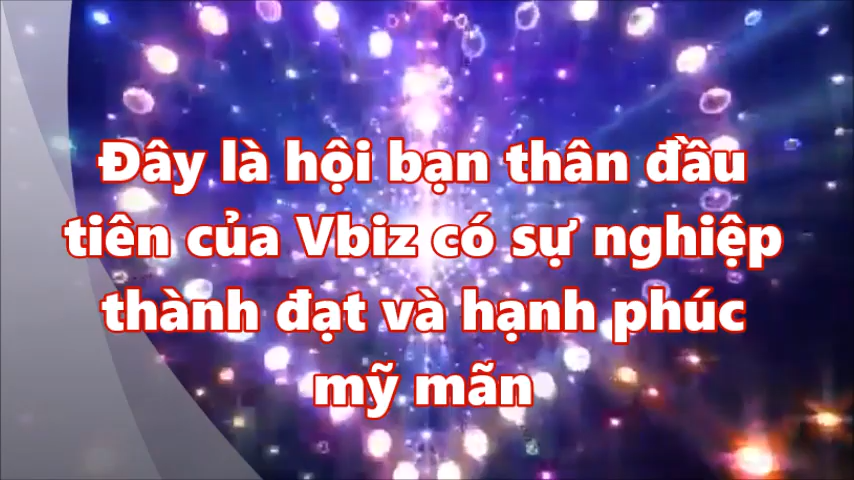 Đây là hội bạn thân đầu
tiên của Vbiz có sự nghiệp
thành đạt và hạnh phúc
mỹ mãn